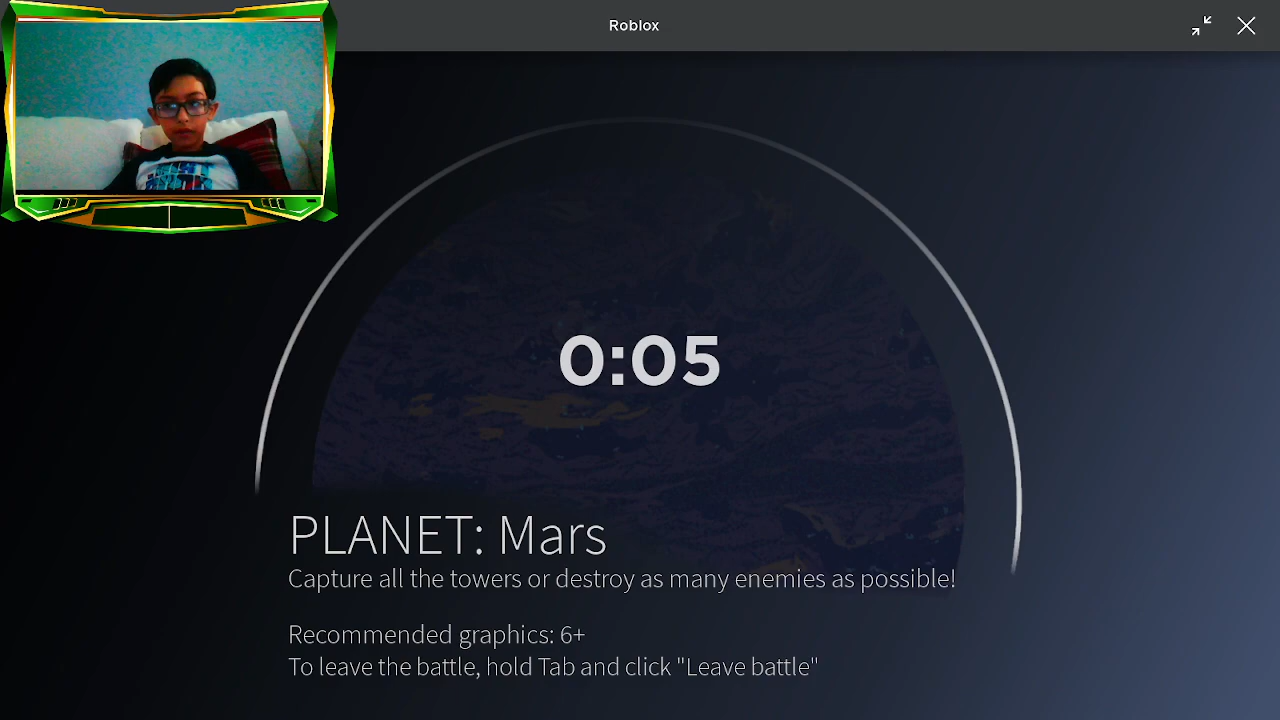 Roblox
0:05
PLANET: Mars
Capture all the towers or destroy as many enemies as possible!
Recommended graphics: 6+
To leave the battle, hold Tab and click "Leave battle"